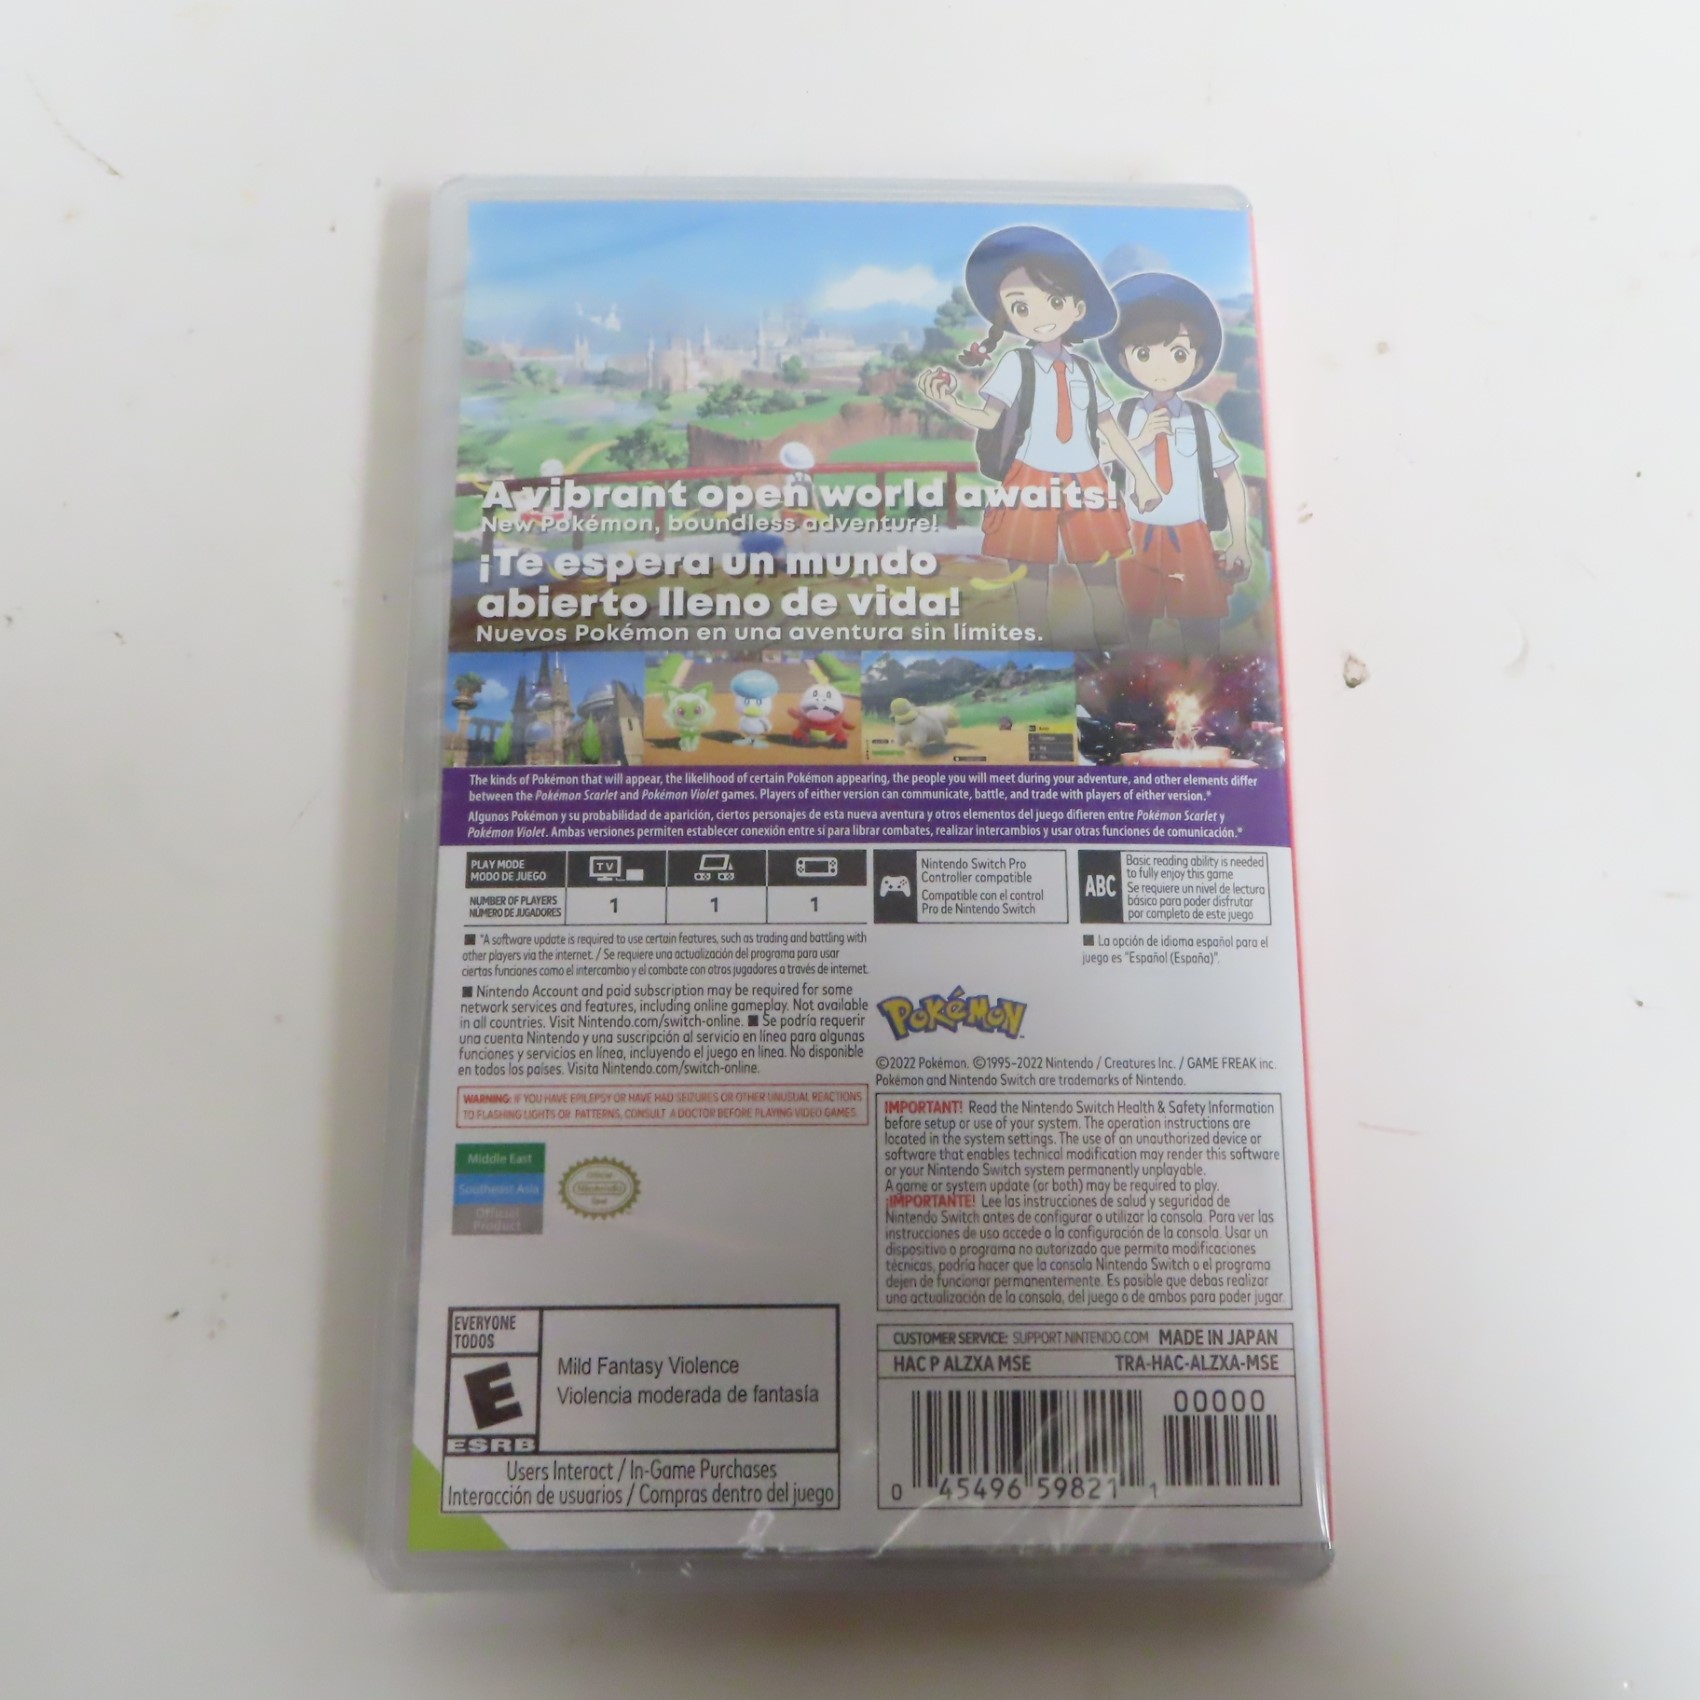 A vibrant open world awaits!
New Pokémon, boundless adventure!
¡Te espera un mundo
abierto lleno de vida!
Nuevos Pokémon en una aventura sin límites.
The kinds of Pokémon that will appear, the likelihood of certain Pokémon appearing, the people you will meet during your adventure, and other elements differ
between the Pokémon Scarlet and Pokémon Violet games. Players of either version can communicate, battle, and trade with players of either version.*
Algunos Pokémon y su probabilidad de aparición, ciertos personajes de esta nueva aventura y otros elementos del juego difieren entre Pokémon Scarlet y
Pokémon Violet. Ambas versiones permiten establecer conexión entre sí para librar combates, realizar intercambios y usar otras funciones de comunicación.*
PLAY MODE
MODO DE JUEGO
TV
NUMBER OF PLAYERS
NÚMERO DE JUGADORES
1 1 1
Nintendo Switch Pro
Controller compatible
Compatible con el control
Pro de Nintendo Switch
ABC
Basic reading ability is needed
to fully enjoy this game
Se requiere un nivel de lectura
básico para poder disfrutar
por completo de este juego
■ *A software update is required to use certain features, such as trading and battling with
other players via the internet. / Se requiere una actualización del programa para usar
ciertas funciones como el intercambio y el combate con otros jugadores a través de internet.
■ La opción de idioma español para el
juego es "Español (España)".
■ Nintendo Account and paid subscription may be required for some
network services and features, including online gameplay. Not available
in all countries. Visit Nintendo.com/switch-online. ■ Se podría requerir
una cuenta Nintendo y una suscripción al servicio en línea para algunas
funciones y servicios en línea, incluyendo el juego en línea. No disponible
en todos los países. Visita Nintendo.com/switch-online.
POKéMON
©2022 Pokémon. ©1995-2022 Nintendo / Creatures Inc. / GAME FREAK inc.
Pokémon and Nintendo Switch are trademarks of Nintendo.
WARNING: IF YOU HAVE EPILEPSY OR HAVE HAD SEIZURES OR OTHER UNUSUAL REACTIONS
TO FLASHING LIGHTS OR PATTERNS, CONSULT A DOCTOR BEFORE PLAYING VIDEO GAMES.
IMPORTANT! Read the Nintendo Switch Health & Safety Information
before setup or use of your system. The operation instructions are
located in the system settings. The use of an unauthorized device or
software that enables technical modification may render this software
or your Nintendo Switch system permanently unplayable.
A game or system update (or both) may be required to play.
¡IMPORTANTE! Lee las instrucciones de salud y seguridad de
Nintendo Switch antes de configurar o utilizar la consola. Para ver las
instrucciones de uso accede a la configuración de la consola. Usar un
dispositivo o programa no autorizado que permita modificaciones
técnicas, podría hacer que la consola Nintendo Switch o el programa
dejen de funcionar permanentemente. Es posible que debas realizar
una actualización de la consola, del juego o de ambos para poder jugar.
Middle East
Southeast Asia
Official
Product
Official
Nintendo
Seal
EVERYONE
TODOS
E
ESRB
Mild Fantasy Violence
Violencia moderada de fantasía
Users Interact / In-Game Purchases
Interacción de usuarios / Compras dentro del juego
CUSTOMER SERVICE: SUPPORT.NINTENDO.COM MADE IN JAPAN
HAC P ALZXA MSE TRA-HAC-ALZXA-MSE
00000
0 45496 59821 1